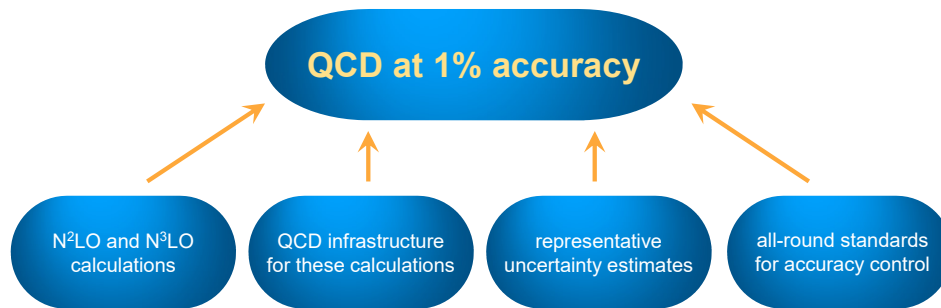 QCD at 1% accuracy
N²LO and N³LO
calculations
QCD infrastructure
for these calculations
representative
uncertainty estimates
all-round standards
for accuracy control